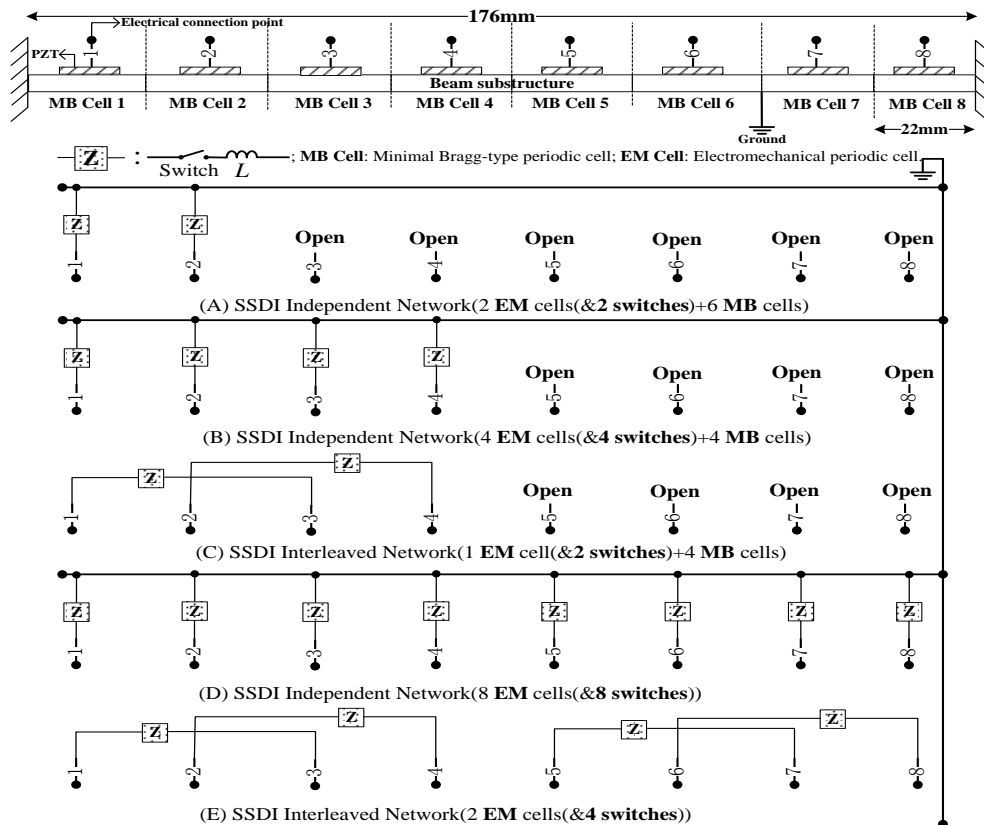 176mm
Electrical connection point
1 2 3 4 5 6 7 8
PZT
Beam substructure
MB Cell 1 MB Cell 2 MB Cell 3 MB Cell 4 MB Cell 5 MB Cell 6 MB Cell 7 MB Cell 8
Ground
22mm
Z : Switch L ; MB Cell: Minimal Bragg-type periodic cell; EM Cell: Electromechanical periodic cell.
Z Z
Open Open Open Open Open Open
1 2 3 4 5 6 7 8
(A) SSDI Independent Network(2 EM cells(&2 switches)+6 MB cells)
Z Z Z Z
Open Open Open Open
1 2 3 4 5 6 7 8
(B) SSDI Independent Network(4 EM cells(&4 switches)+4 MB cells)
Z Z
Open Open Open Open
1 2 3 4 5 6 7 8
(C) SSDI Interleaved Network(1 EM cell(&2 switches)+4 MB cells)
Z Z Z Z Z Z Z Z
1 2 3 4 5 6 7 8
(D) SSDI Independent Network(8 EM cells(&8 switches))
Z Z Z Z
1 2 3 4 5 6 7 8
(E) SSDI Interleaved Network(2 EM cells(&4 switches))